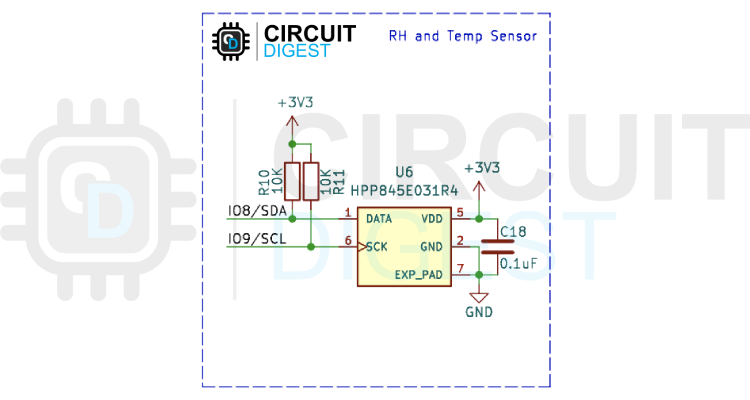 CIRCUIT
DIGEST
RH and Temp Sensor
+3V3
R10
10K
10K
R11
U6
HPP845E031R4
+3V3
IO8/SDA
1
DATA
VDD
5
IO9/SCL
6
SCK
GND
2
C18
0.1uF
EXP_PAD
7
GND
CIRCUIT
DIGEST